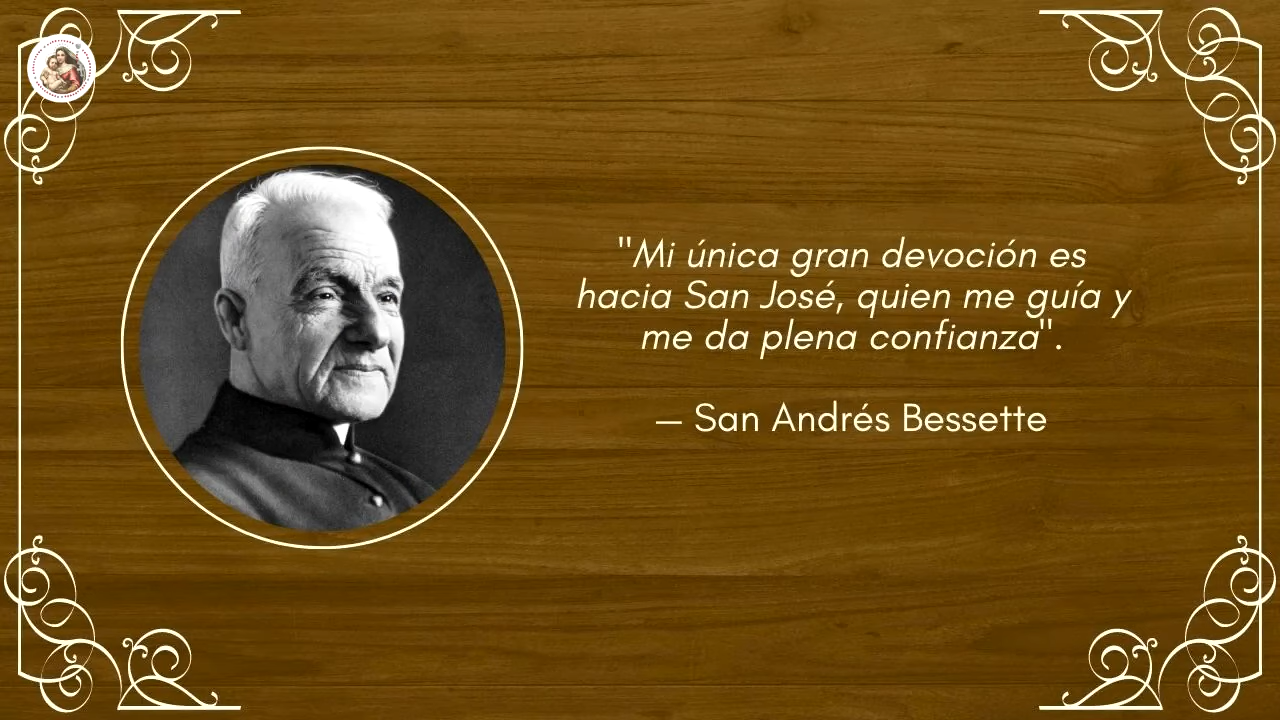 "Mi única gran devoción es
hacia San José, quien me guía y
me da plena confianza".
— San Andrés Bessette